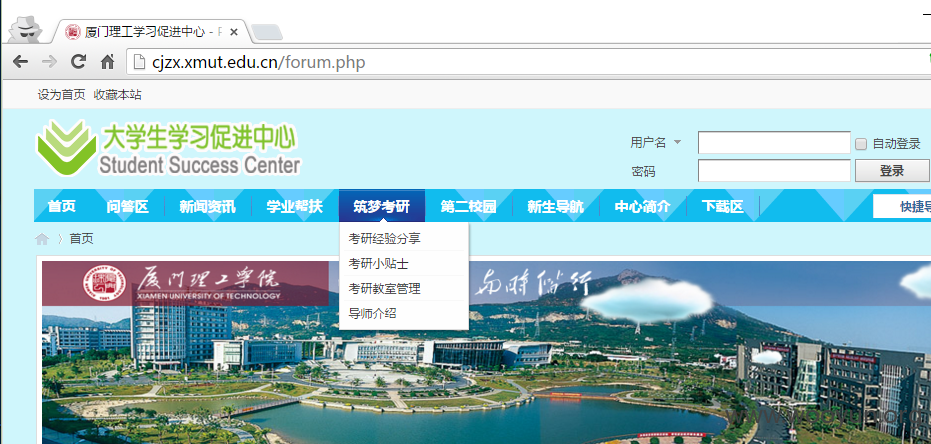 厦门理工学习促进中心 - P
cjzx.xmut.edu.cn/forum.php
设为首页 收藏本站
大学生学习促进中心
Student Success Center
用户名
自动登录
密码
登录
首页 问答区 新闻资讯 学业帮扶 筑梦考研 第二校园 新生导航 中心简介 下载区 快捷导
首页
考研经验分享
考研小贴士
考研教室管理
导师介绍
厦门理工学院
XIAMEN UNIVERSITY OF TECHNOLOGY
与时偕行